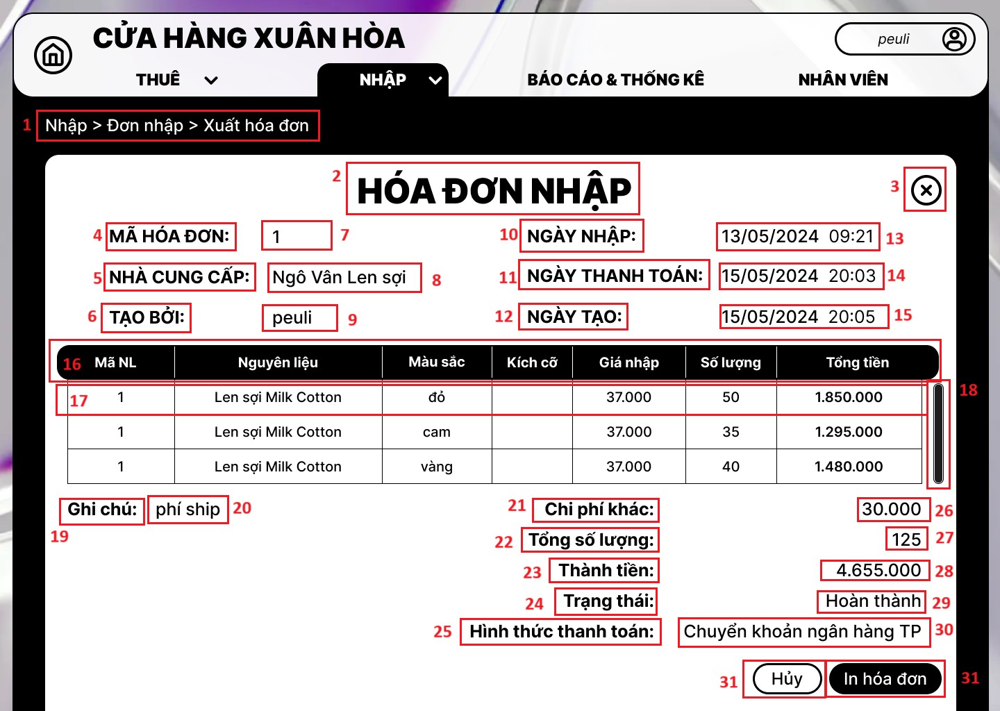 CỬA HÀNG XUÂN HÒA
peuli
THUÊ NHẬP BÁO CÁO & THỐNG KÊ NHÂN VIÊN
1 Nhập > Đơn nhập > Xuất hóa đơn
2 HÓA ĐƠN NHẬP 3
4 MÃ HÓA ĐƠN: 1 7 10 NGÀY NHẬP: 13/05/2024 09:21 13
5 NHÀ CUNG CẤP: Ngô Vân Len sợi 8 11 NGÀY THANH TOÁN: 15/05/2024 20:03 14
6 TẠO BỞI: peuli 9 12 NGÀY TẠO: 15/05/2024 20:05 15
16 Mã NL Nguyên liệu Màu sắc Kích cỡ Giá nhập Số lượng Tổng tiền
17 1 Len sợi Milk Cotton đỏ 37.000 50 1.850.000 18
1 Len sợi Milk Cotton cam 37.000 35 1.295.000
1 Len sợi Milk Cotton vàng 37.000 40 1.480.000
Ghi chú: phí ship 20 21 Chi phí khác: 30.000 26
19 22 Tổng số lượng: 125 27
23 Thành tiền: 4.655.000 28
24 Trạng thái: Hoàn thành 29
25 Hình thức thanh toán: Chuyển khoản ngân hàng TP 30
31 Hủy In hóa đơn 31